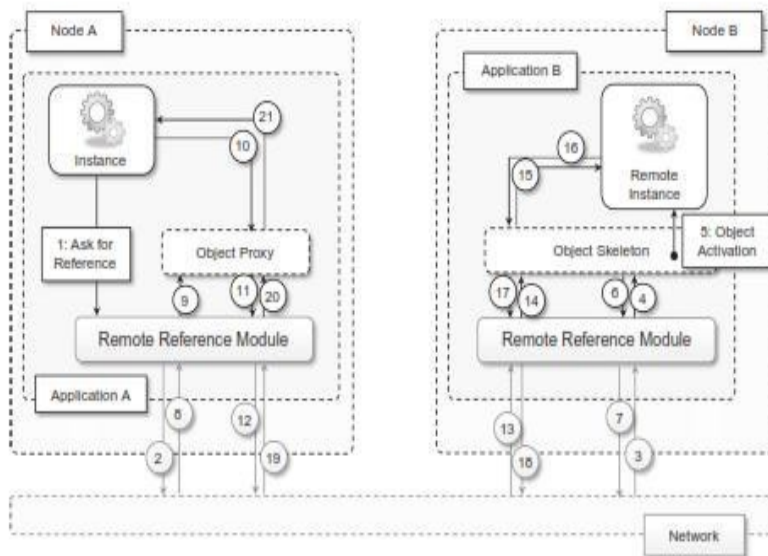 Node A
Node B
Application B
Instance
21
10
16
15
Remote
Instance
1: Ask for
Reference
Object Proxy
Object Skeleton
5: Object
Activation
9
11
20
17
14
6
4
Remote Reference Module
Remote Reference Module
Application A
8
12
13
7
2
19
18
3
Network